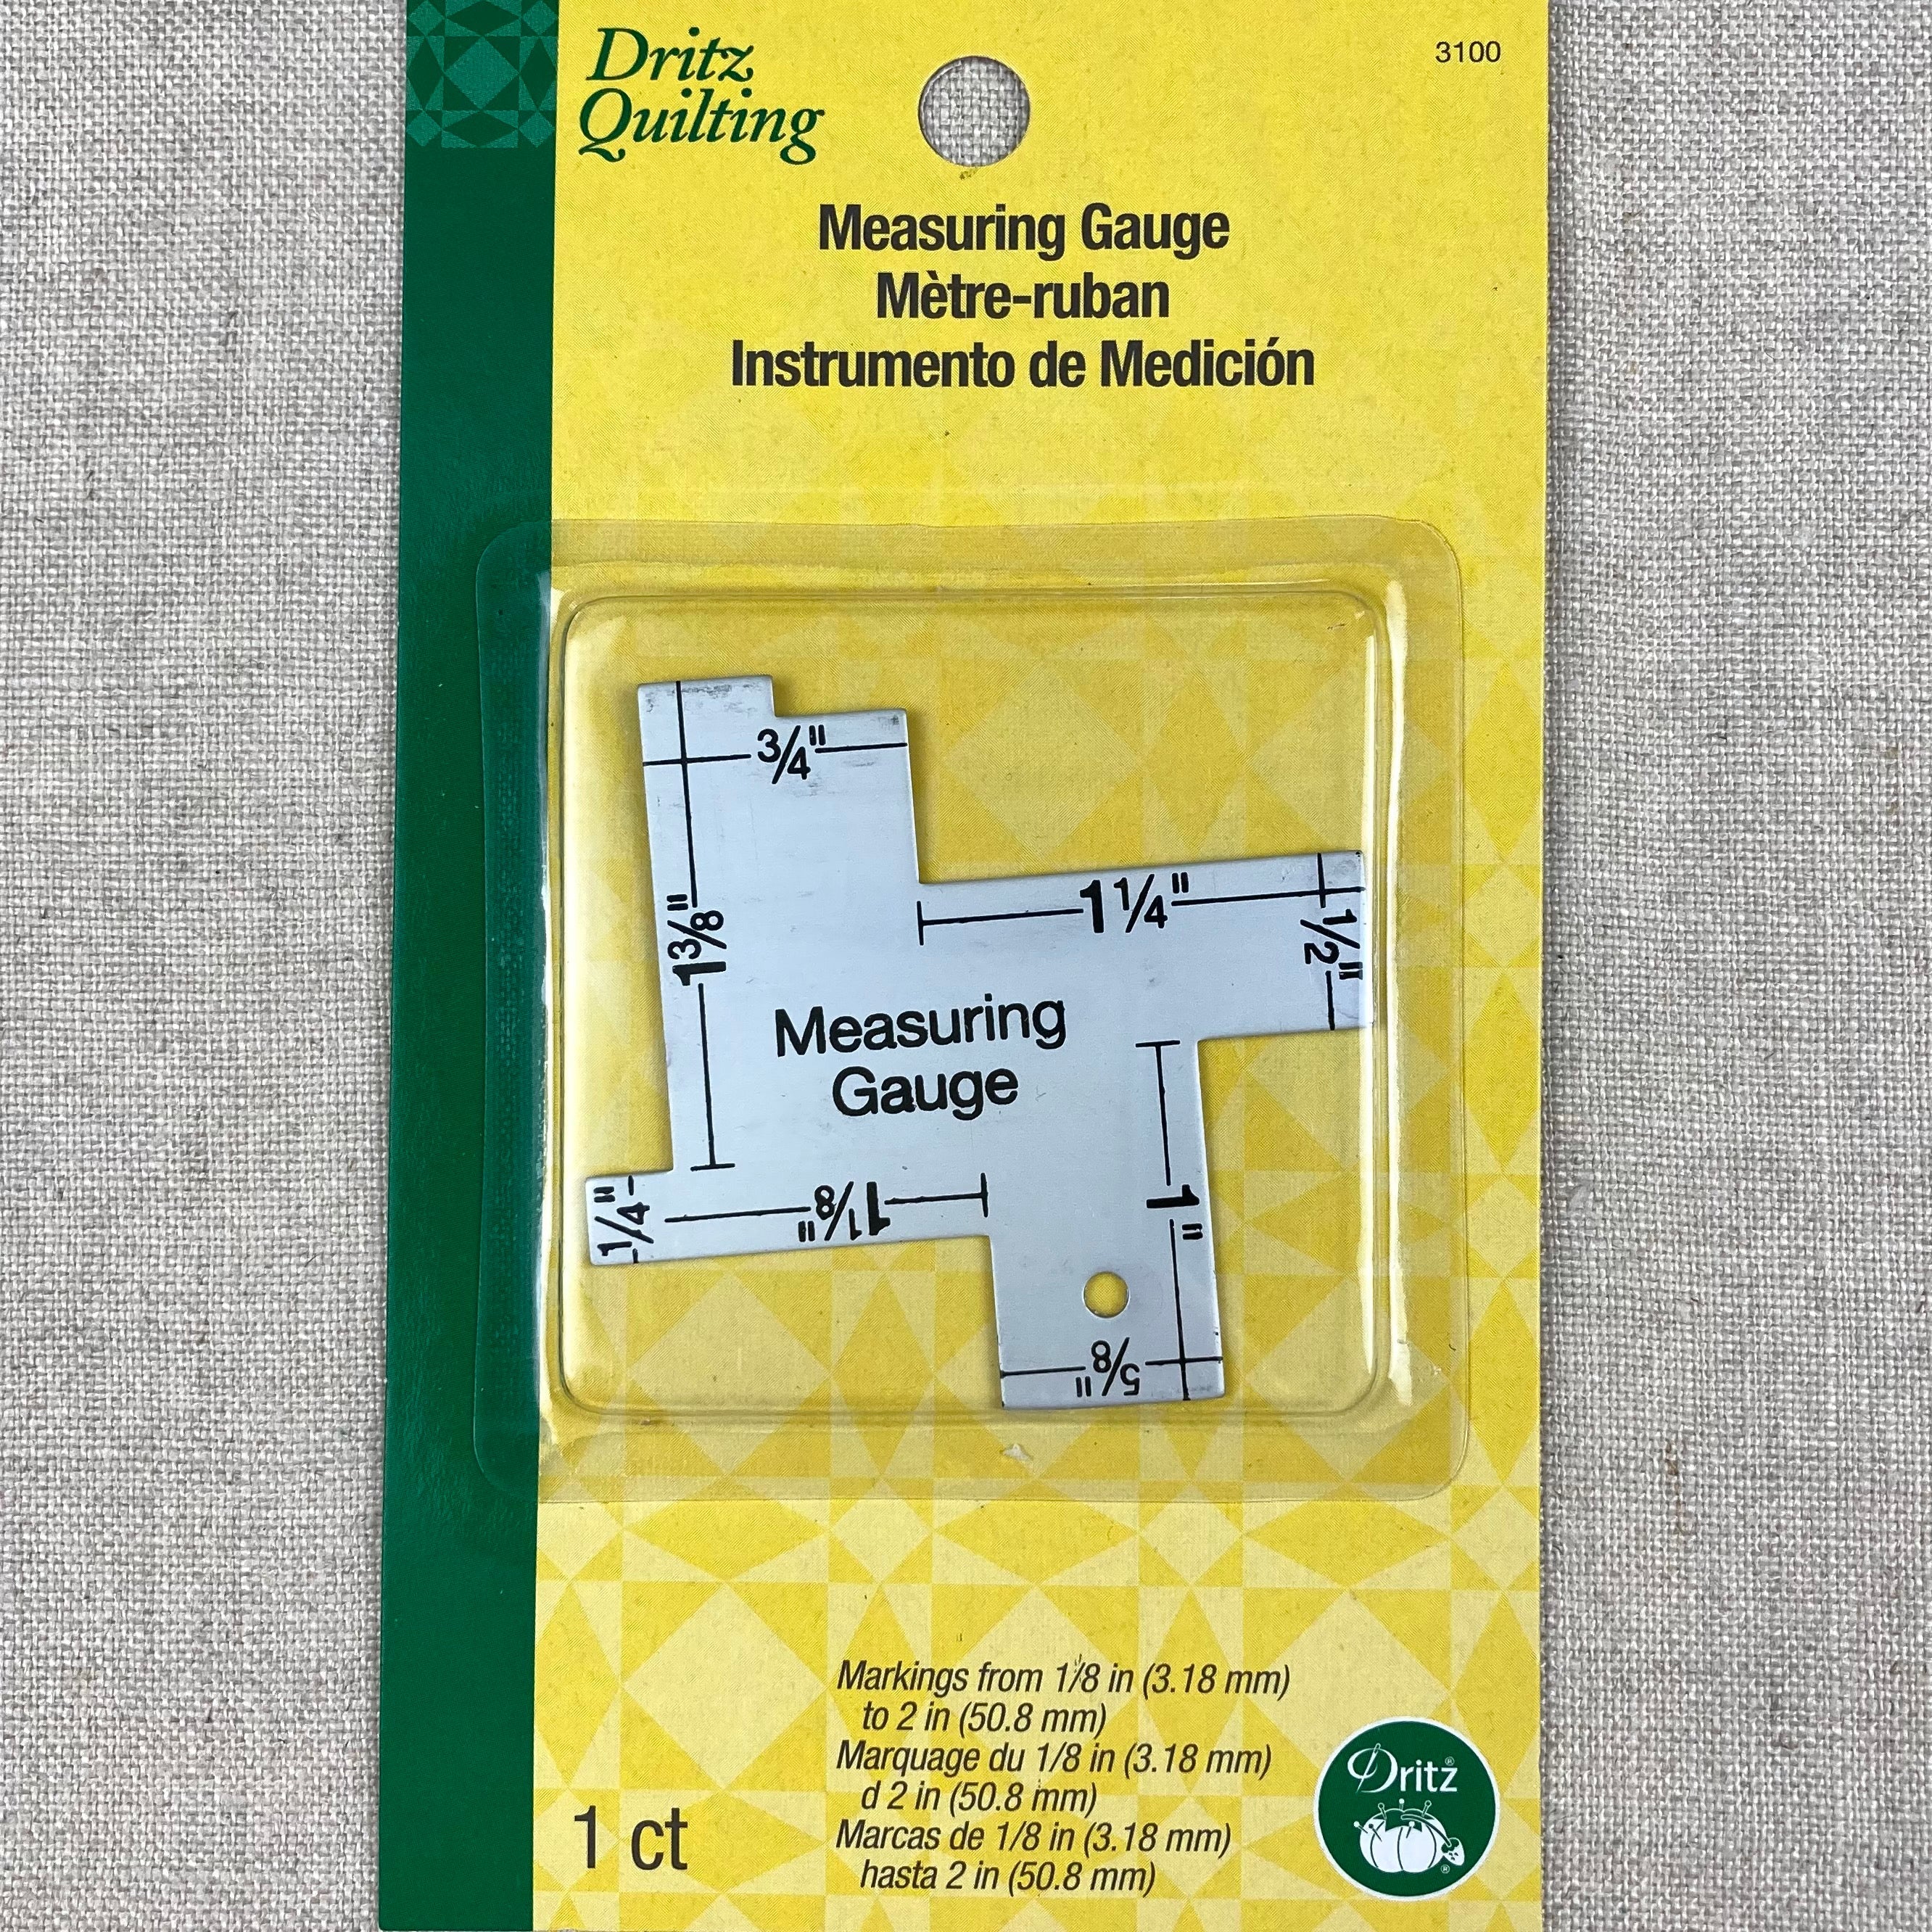 Dritz
Quilting
3100
Measuring Gauge
Mètre-ruban
Instrumento de Medición
3/4"
1 1/4"
1/2"
1 3/8"
Measuring
Gauge
1/4"
1 1/8"
1"
5/8"
Markings from 1/8 in (3.18 mm)
to 2 in (50.8 mm)
Marquage du 1/8 in (3.18 mm)
d 2 in (50.8 mm)
Marcas de 1/8 in (3.18 mm)
hasta 2 in (50.8 mm)
1 ct
Dritz®
®